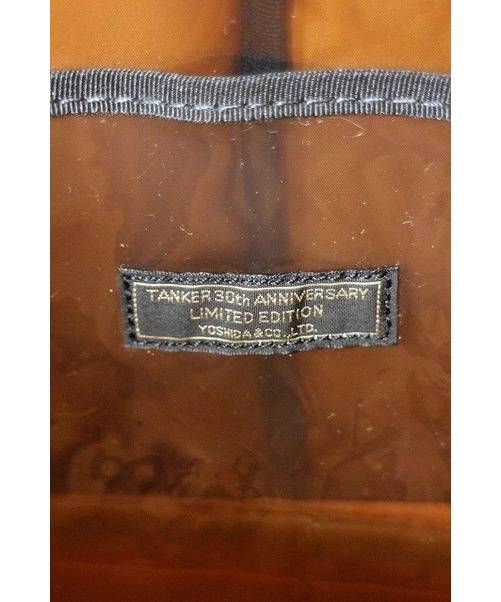 TANKER 30th ANNIVERSARY
LIMITED EDITION
YOSHIDA & CO.,LTD.